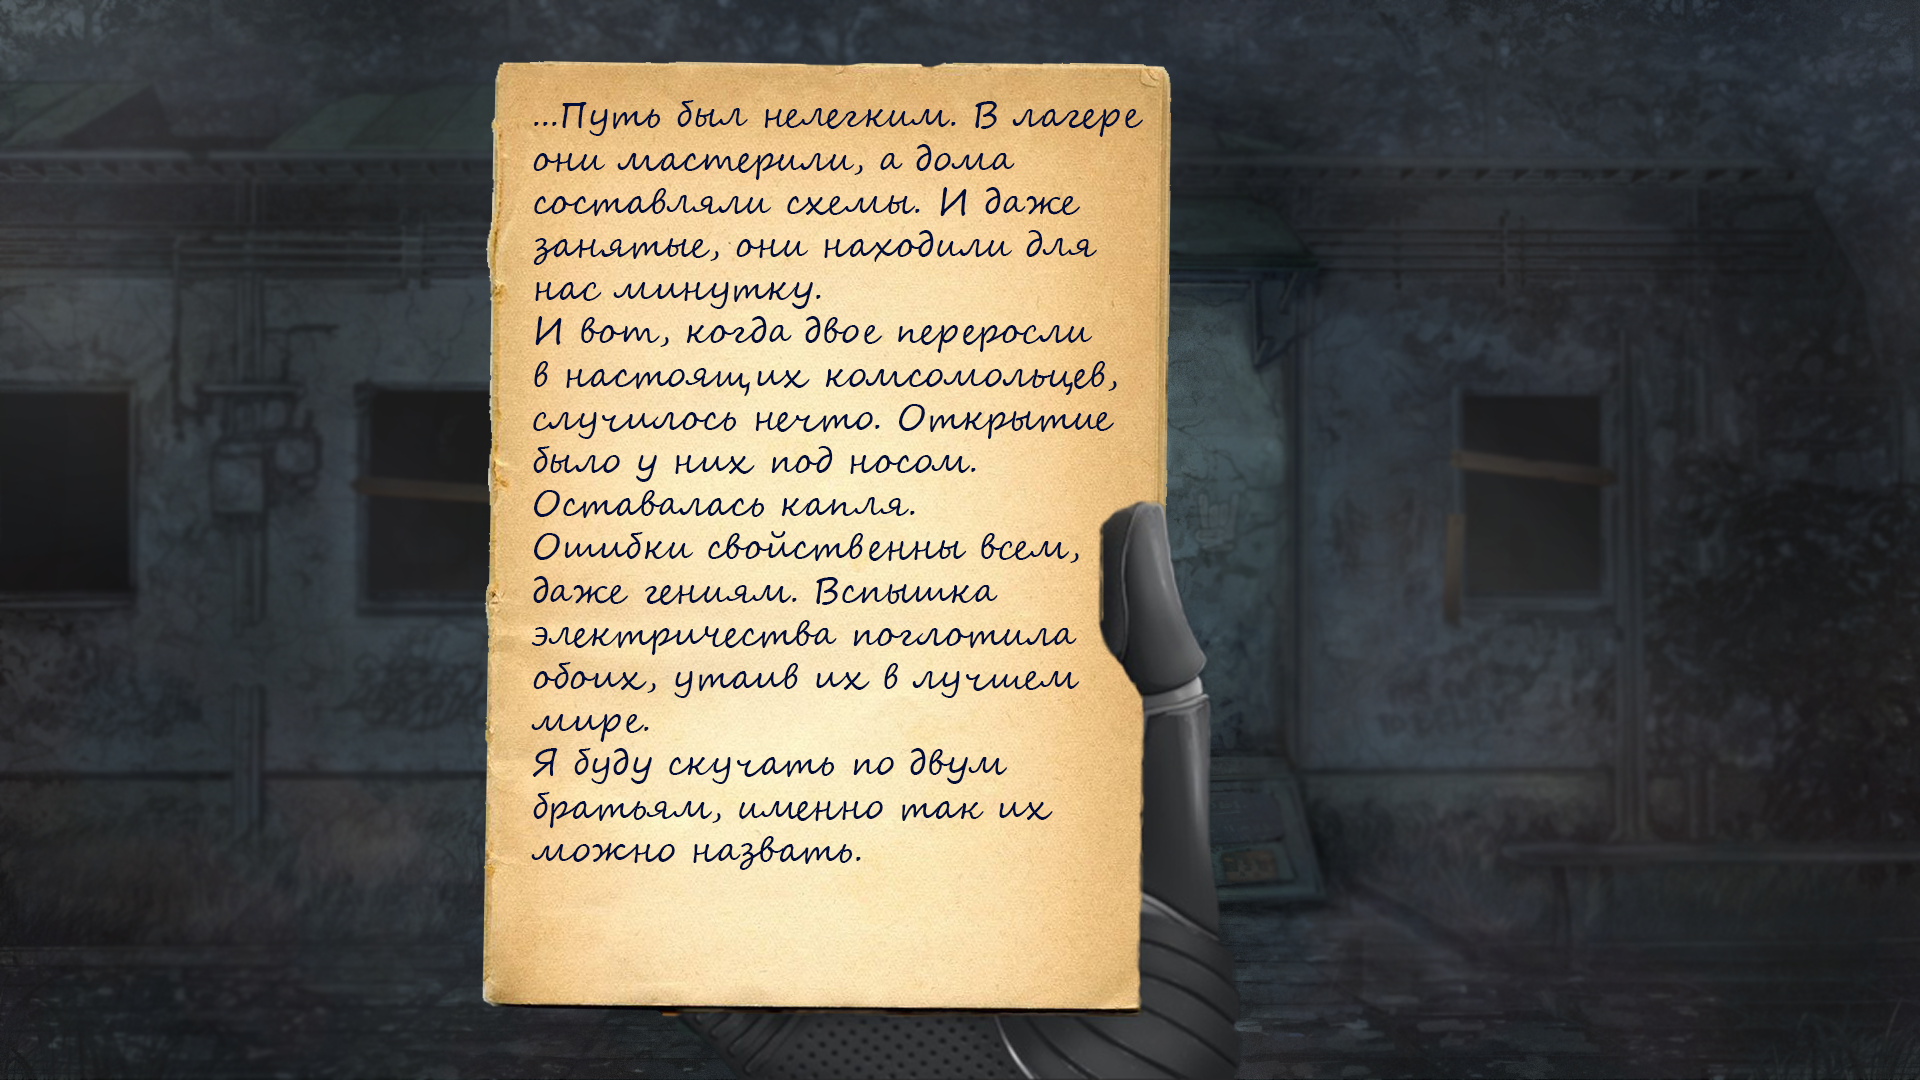 ...Путь был нелегким. В лагере
они мастерили, а дома
составляли схемы. И даже
занятые, они находили для
нас минутку.
И вот, когда двое переросли
в настоящих комсомольцев,
случилось нечто. Открытие
было у них под носом.
Оставалась капля.
Ошибки свойственны всем,
даже гениям. Вспышка
электричества поглотила
обоих, утаив их в лучшем
мире.
Я буду скучать по двум
братьям, именно так их
можно назвать.